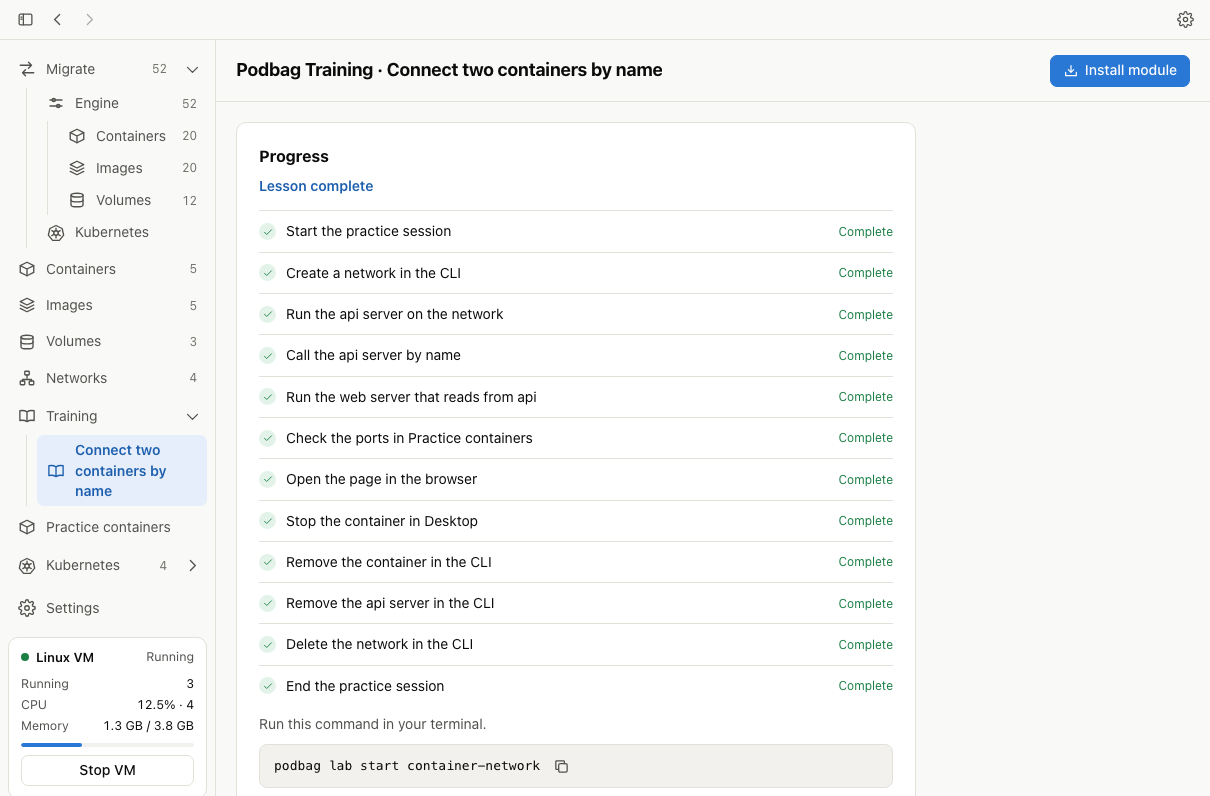 Migrate 52
Engine 52
Containers 20
Images 20
Volumes 12
Kubernetes
Containers 5
Images 5
Volumes 3
Networks 4
Training
Connect two
containers by
name
Practice containers
Kubernetes 4
Settings
Linux VM Running
Running 3
CPU 12.5% · 4
Memory 1.3 GB / 3.8 GB
Stop VM
Podbag Training · Connect two containers by name
Install module
Progress
Lesson complete
Start the practice session Complete
Create a network in the CLI Complete
Run the api server on the network Complete
Call the api server by name Complete
Run the web server that reads from api Complete
Check the ports in Practice containers Complete
Open the page in the browser Complete
Stop the container in Desktop Complete
Remove the container in the CLI Complete
Remove the api server in the CLI Complete
Delete the network in the CLI Complete
End the practice session Complete
Run this command in your terminal.
podbag lab start container-network